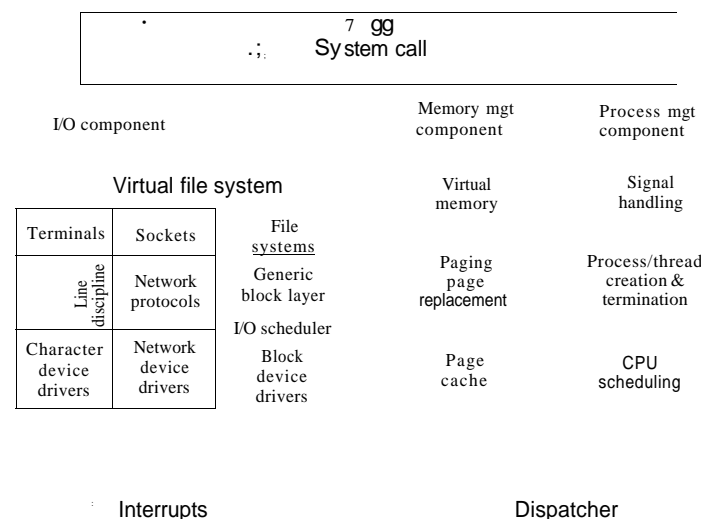 7 gg
System call
I/O component
Memory mgt
component
Process mgt
component
Virtual file system
Virtual
memory
Signal
handling
Terminals
Sockets
File
systems
Line
discipline
Network
protocols
Generic
block layer
Paging
page
replacement
Process/thread
creation &
termination
I/O scheduler
Character
device
drivers
Network
device
drivers
Block
device
drivers
Page
cache
CPU
scheduling
Interrupts
Dispatcher